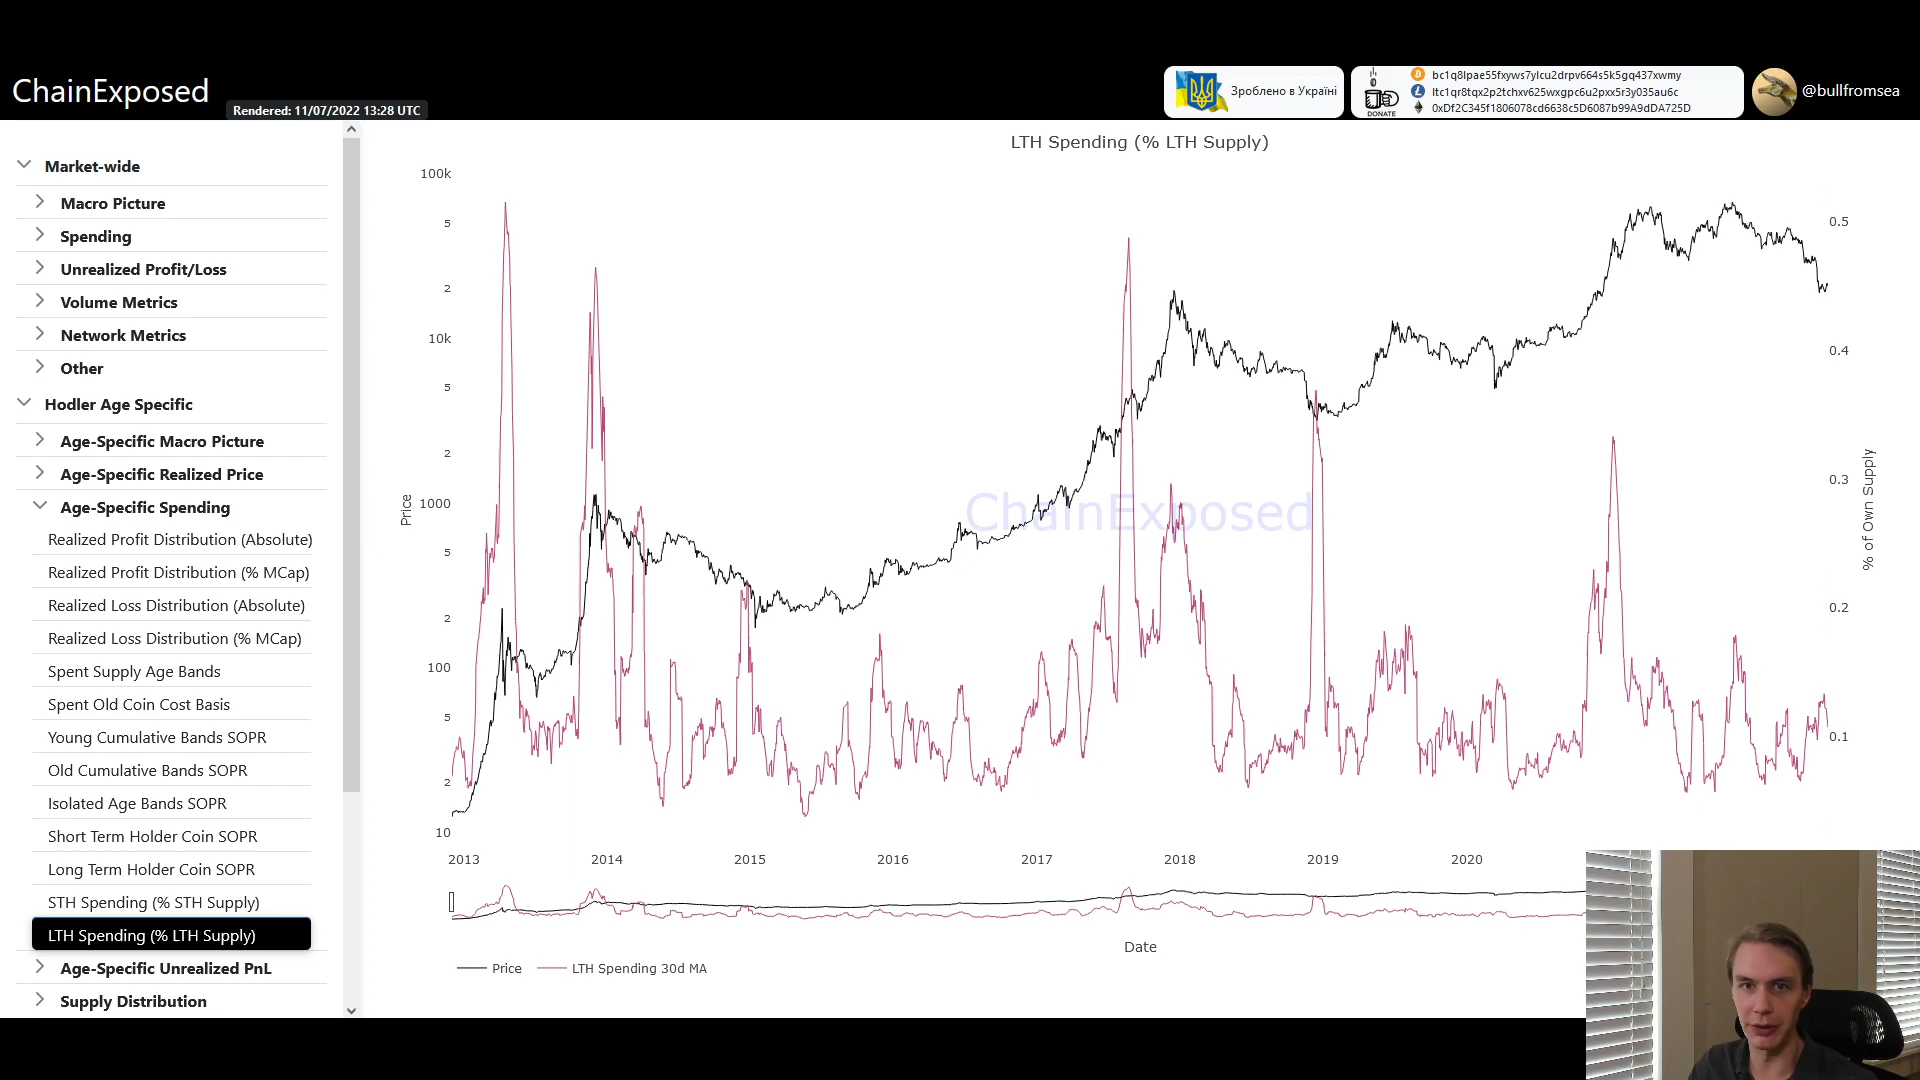 ChainExposed
Rendered: 11/07/2022 13:28 UTC
Зроблено в Україні
DONATE
bc1q8lpae55fxyws7ylcu2drpv664s5k5gq437xwmy
ltc1qr8tqx2p2tchxv625wxgpc6u2pxx5r3y035au6c
0xDf2C345f1806078cd6638c5D6087b99A9dDA725D
@bullfromsea
Market-wide
Macro Picture
Spending
Unrealized Profit/Loss
Volume Metrics
Network Metrics
Other
Hodler Age Specific
Age-Specific Macro Picture
Age-Specific Realized Price
Age-Specific Spending
Realized Profit Distribution (Absolute)
Realized Profit Distribution (% MCap)
Realized Loss Distribution (Absolute)
Realized Loss Distribution (% MCap)
Spent Supply Age Bands
Spent Old Coin Cost Basis
Young Cumulative Bands SOPR
Old Cumulative Bands SOPR
Isolated Age Bands SOPR
Short Term Holder Coin SOPR
Long Term Holder Coin SOPR
STH Spending (% STH Supply)
LTH Spending (% LTH Supply)
Age-Specific Unrealized PnL
Supply Distribution
LTH Spending (% LTH Supply)
100k
5
2
10k
5
2
1000
5
2
100
5
2
10
Price
ChainExposed
0.5
0.4
0.3
0.2
0.1
% of Own Supply
2013 2014 2015 2016 2017 2018 2019 2020
Date
Price LTH Spending 30d MA